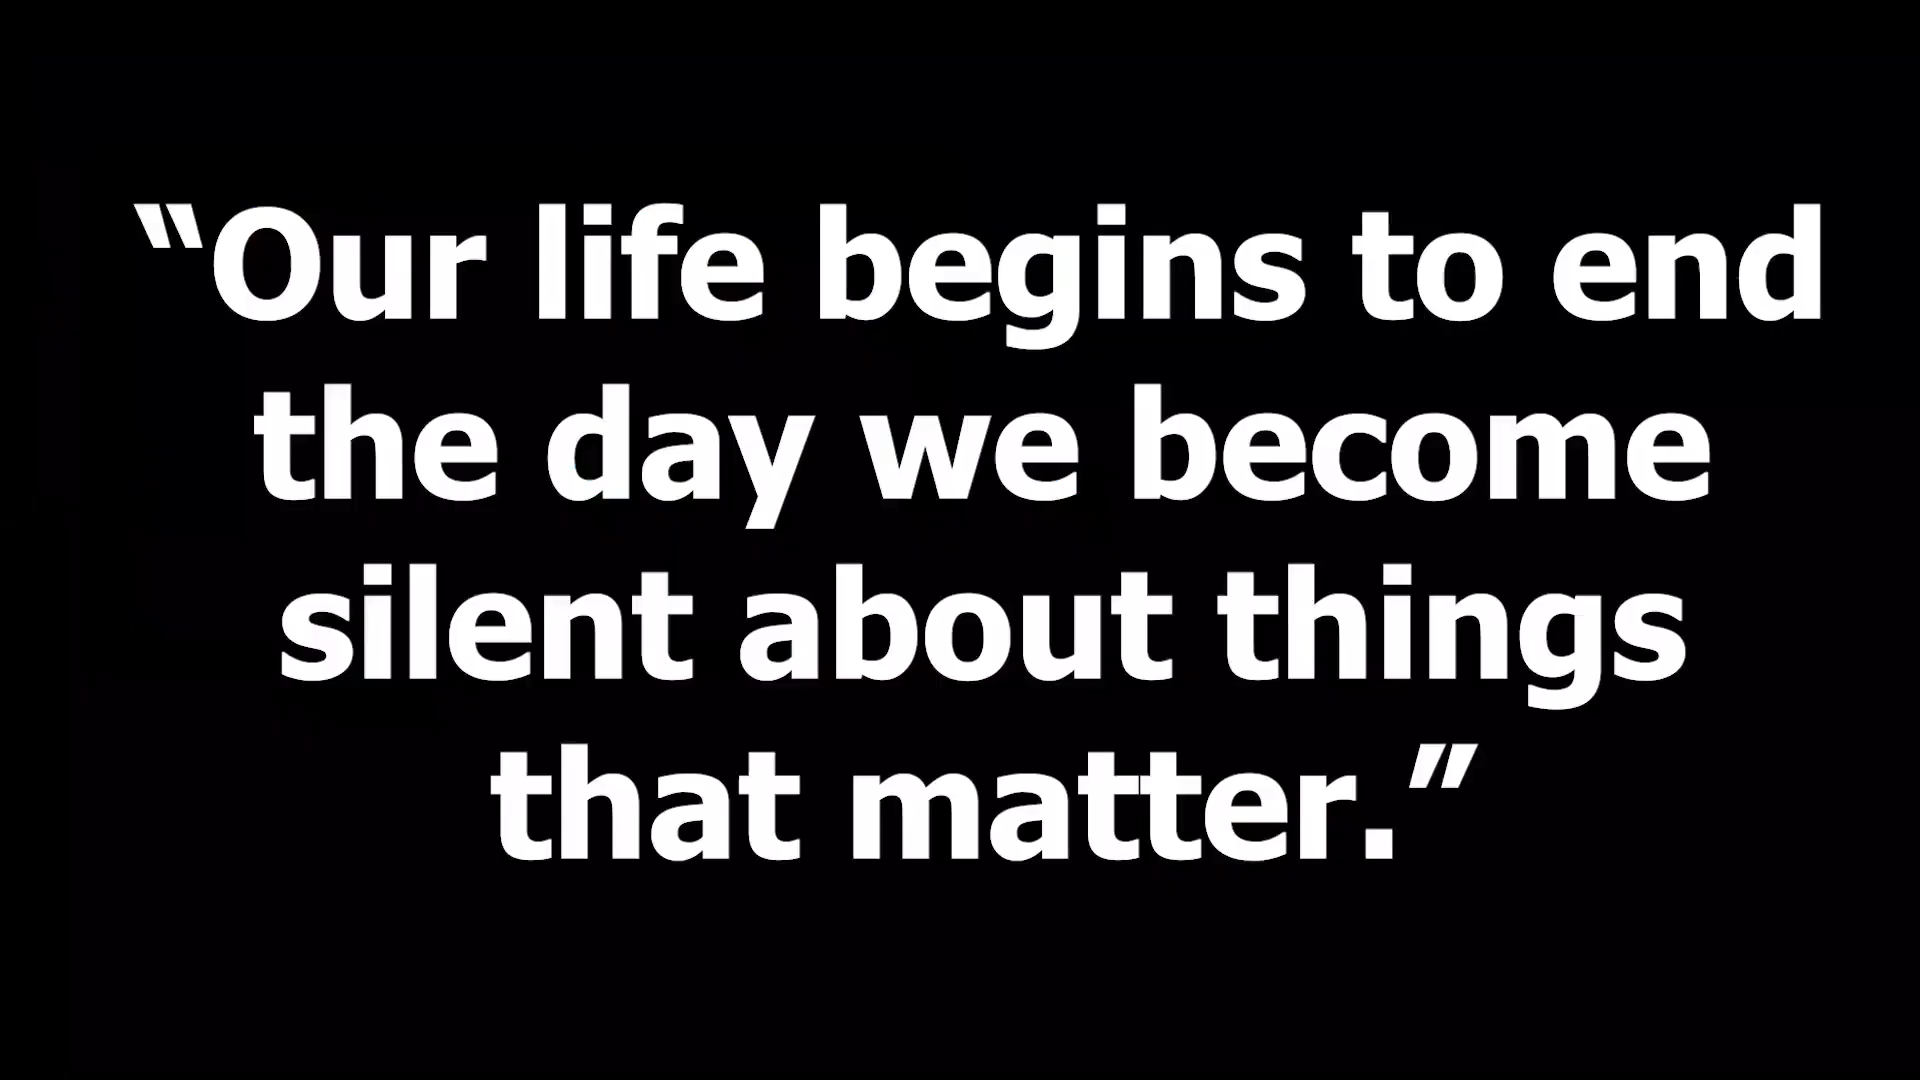 “Our life begins to end
the day we become
silent about things
that matter.”